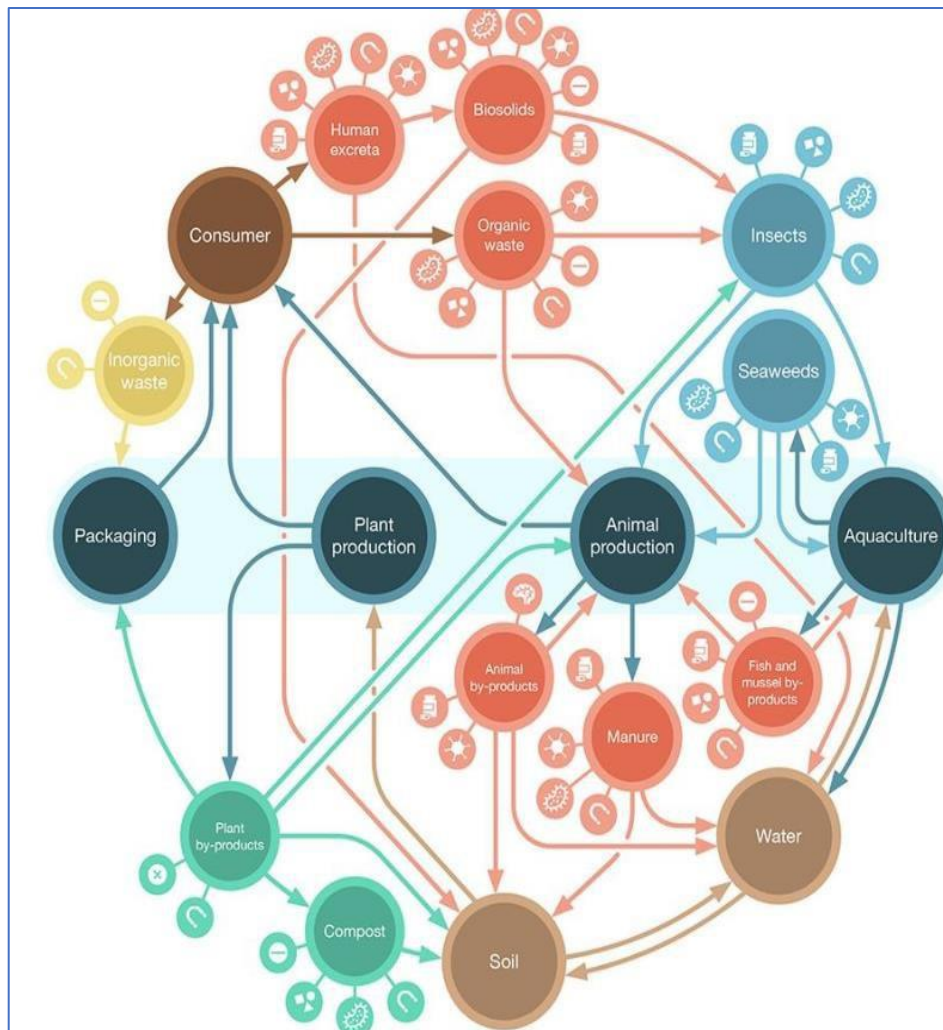 Biosolids
Human
excreta
Consumer
Organic
waste
Insects
Inorganic
waste
Seaweeds
Packaging
Plant
production
Animal
production
Aquaculture
Animal
by-products
Fish and
mussel by-
products
Manure
Plant
by-products
Water
Compost
Soil